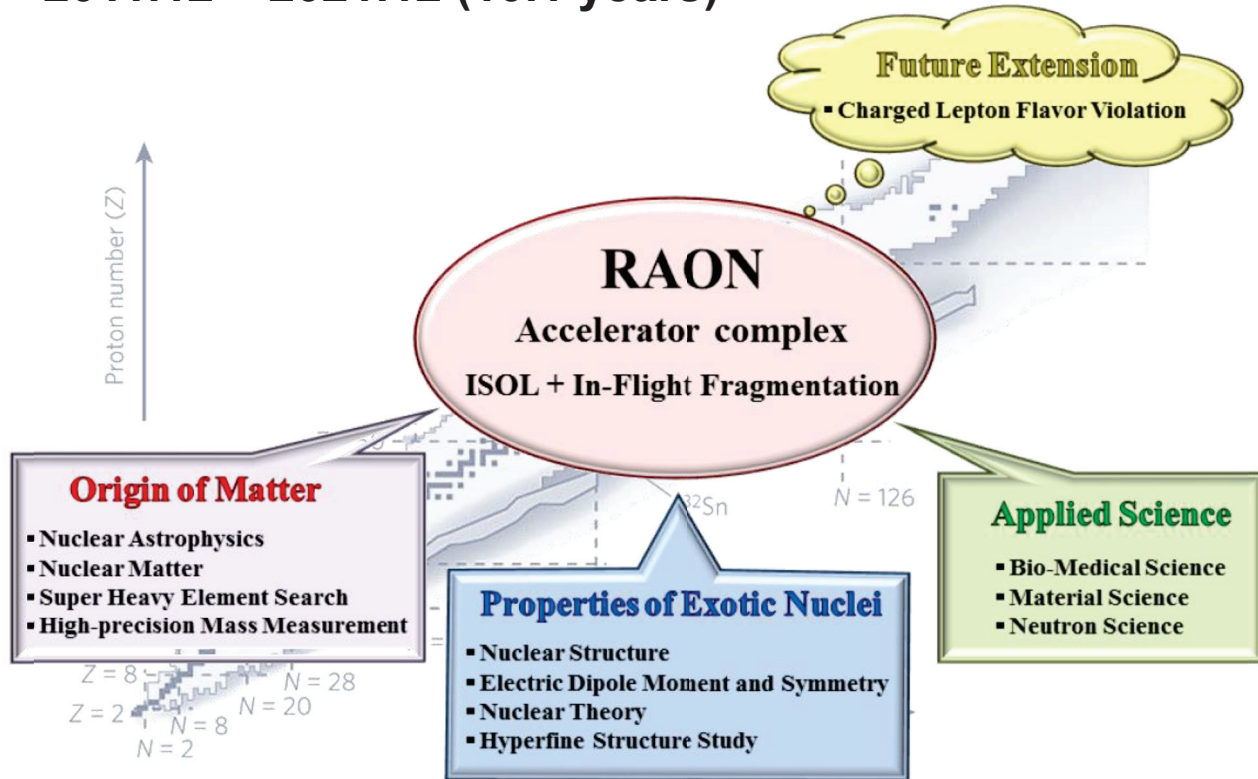 Future Extension
▪ Charged Lepton Flavor Violation
Proton number (Z)
RAON
Accelerator complex
ISOL + In-Flight Fragmentation
Origin of Matter
▪ Nuclear Astrophysics
▪ Nuclear Matter
▪ Super Heavy Element Search
▪ High-precision Mass Measurement
32Sn
N = 126
Properties of Exotic Nuclei
▪ Nuclear Structure
▪ Electric Dipole Moment and Symmetry
▪ Nuclear Theory
▪ Hyperfine Structure Study
Applied Science
▪ Bio-Medical Science
▪ Material Science
▪ Neutron Science
Z = 8
N = 28
N = 20
Z = 2
N = 8
N = 2